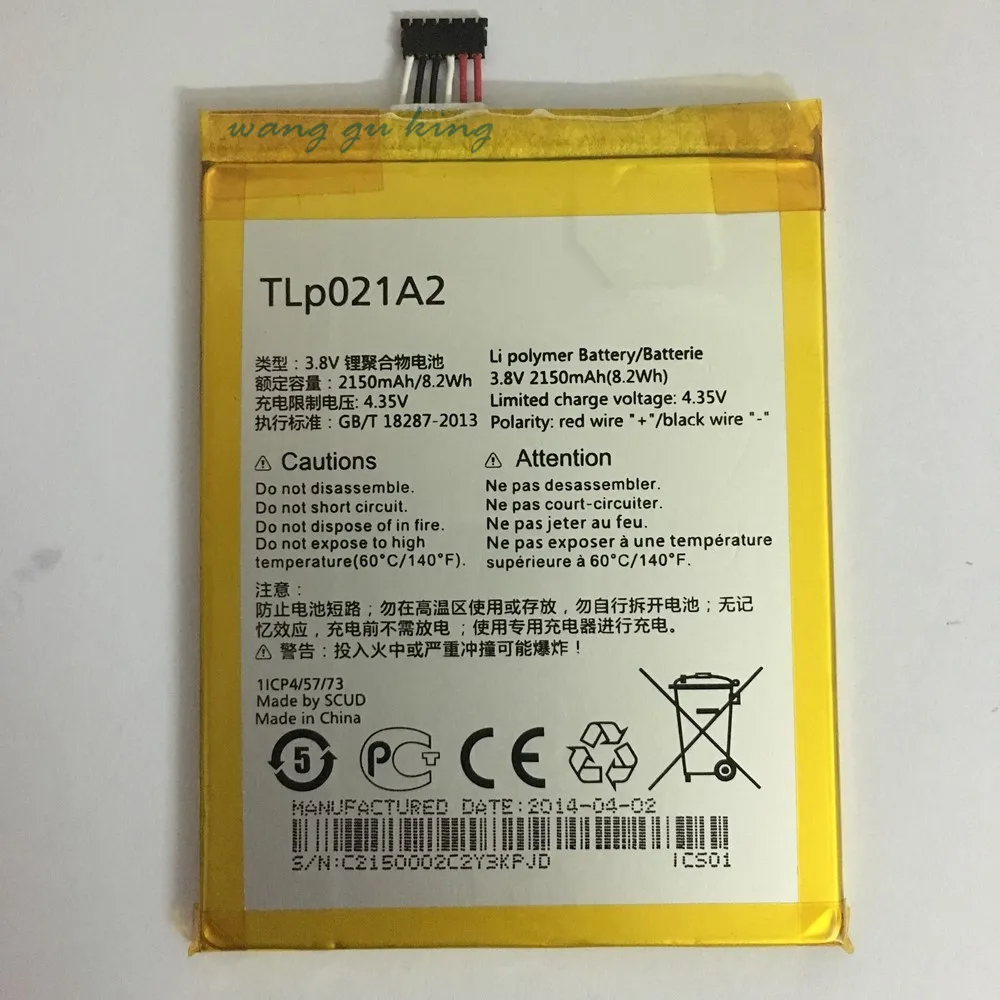 wang gu king
TLp021A2
类型: 3.8V 锂聚合物电池
额定容量: 2150mAh/8.2Wh
充电限制电压: 4.35V
执行标准: GB/T 18287-2013
Li polymer Battery/Batterie
3.8V 2150mAh(8.2Wh)
Limited charge voltage: 4.35V
Polarity: red wire "+"/black wire "-"
⚠ Cautions
Do not disassemble.
Do not short circuit.
Do not dispose of in fire.
Do not expose to high
temperature(60°C/140°F).
⚠ Attention
Ne pas desassembler.
Ne pas court-circuiter.
Ne pas jeter au feu.
Ne pas exposer à une température
supérieure à 60°C/140°F.
注意:
防止电池短路；勿在高温区使用或存放，勿自行拆开电池；无记
忆效应，充电前不需放电；使用专用充电器进行充电。
⚠ 警告：投入火中或严重冲撞可能爆炸！
1ICP4/57/73
Made by SCUD
Made in China
5 PCT CE
MANUFACTURED DATE:2014-04-02
S/N:C2150002C2Y3KPJD ICS01